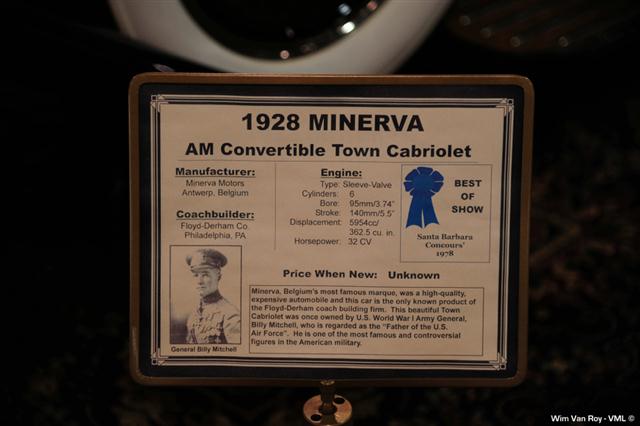 1928 MINERVA
AM Convertible Town Cabriolet
Manufacturer:
Minerva Motors
Antwerp, Belgium
Coachbuilder:
Floyd-Derham Co.
Philadelphia, PA
Engine:
Type: Sleeve-Valve
Cylinders: 6
Bore: 95mm/3.74"
Stroke: 140mm/5.5"
Displacement: 5954cc/
362.5 cu. in.
Horsepower: 32 CV
BEST
OF
SHOW
Santa Barbara
Concours'
1978
Price When New: Unknown
Minerva, Belgium's most famous marque, was a high-quality,
expensive automobile and this car is the only known product of
the Floyd-Derham coach building firm. This beautiful Town
Cabriolet was once owned by U.S. World War I Army General,
Billy Mitchell, who is regarded as the "Father of the U.S.
Air Force". He is one of the most famous and controversial
figures in the American military.
General Billy Mitchell
Wim Van Roy - VML ©